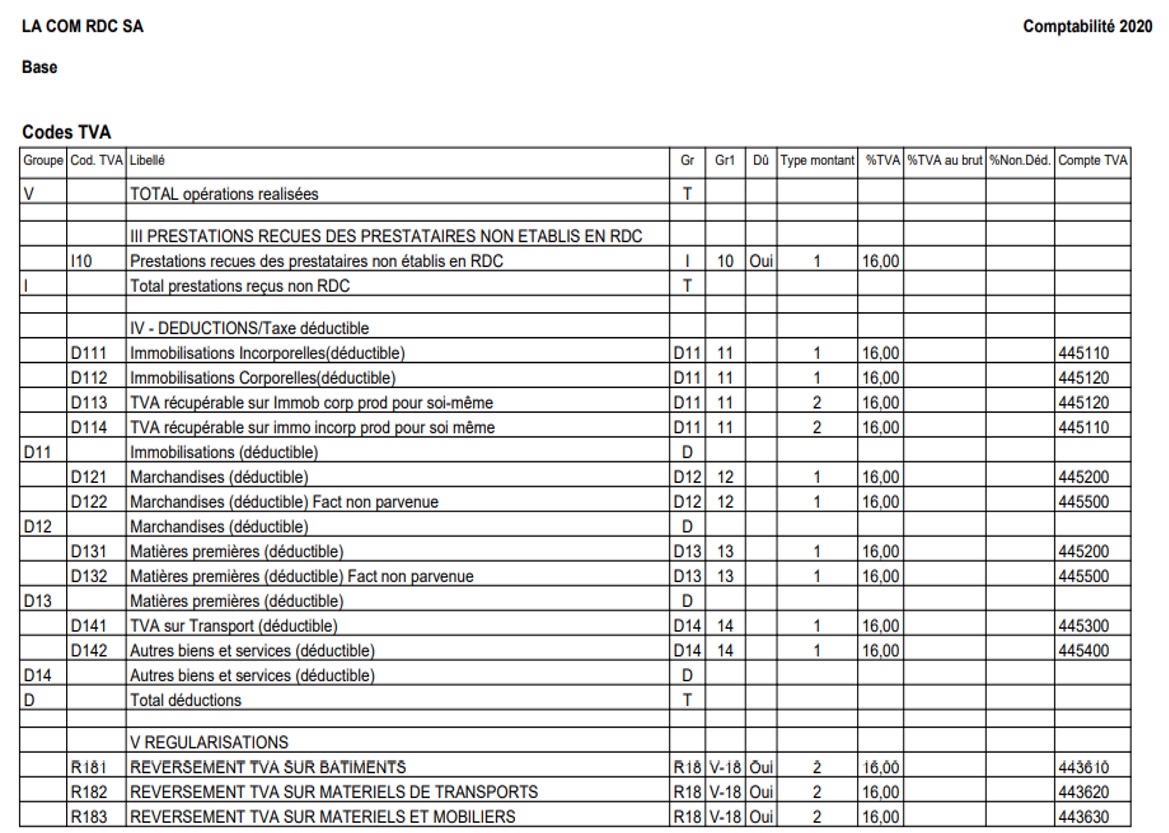 LA COM RDC SA Comptabilité 2020
Base
Codes TVA
Groupe Cod. TVA Libellé Gr Gr1 Dû Type montant %TVA %TVA au brut %Non.Déd. Compte TVA
V TOTAL opérations realisées T
III PRESTATIONS RECUES DES PRESTATAIRES NON ETABLIS EN RDC
I10 Prestations recues des prestataires non établis en RDC I 10 Oui 1 16,00
I Total prestations reçus non RDC T
IV - DEDUCTIONS/Taxe déductible
D111 Immobilisations Incorporelles(déductible) D11 11 1 16,00 445110
D112 Immobilisations Corporelles(déductible) D11 11 1 16,00 445120
D113 TVA récupérable sur Immob corp prod pour soi-même D11 11 2 16,00 445120
D114 TVA récupérable sur immo incorp prod pour soi même D11 11 2 16,00 445110
D11 Immobilisations (déductible) D
D121 Marchandises (déductible) D12 12 1 16,00 445200
D122 Marchandises (déductible) Fact non parvenue D12 12 1 16,00 445500
D12 Marchandises (déductible) D
D131 Matières premières (déductible) D13 13 1 16,00 445200
D132 Matières premières (déductible) Fact non parvenue D13 13 1 16,00 445500
D13 Matières premières (déductible) D
D141 TVA sur Transport (déductible) D14 14 1 16,00 445300
D142 Autres biens et services (déductible) D14 14 1 16,00 445400
D14 Autres biens et services (déductible) D
D Total déductions T
V REGULARISATIONS
R181 REVERSEMENT TVA SUR BATIMENTS R18 V-18 Oui 2 16,00 443610
R182 REVERSEMENT TVA SUR MATERIELS DE TRANSPORTS R18 V-18 Oui 2 16,00 443620
R183 REVERSEMENT TVA SUR MATERIELS ET MOBILIERS R18 V-18 Oui 2 16,00 443630